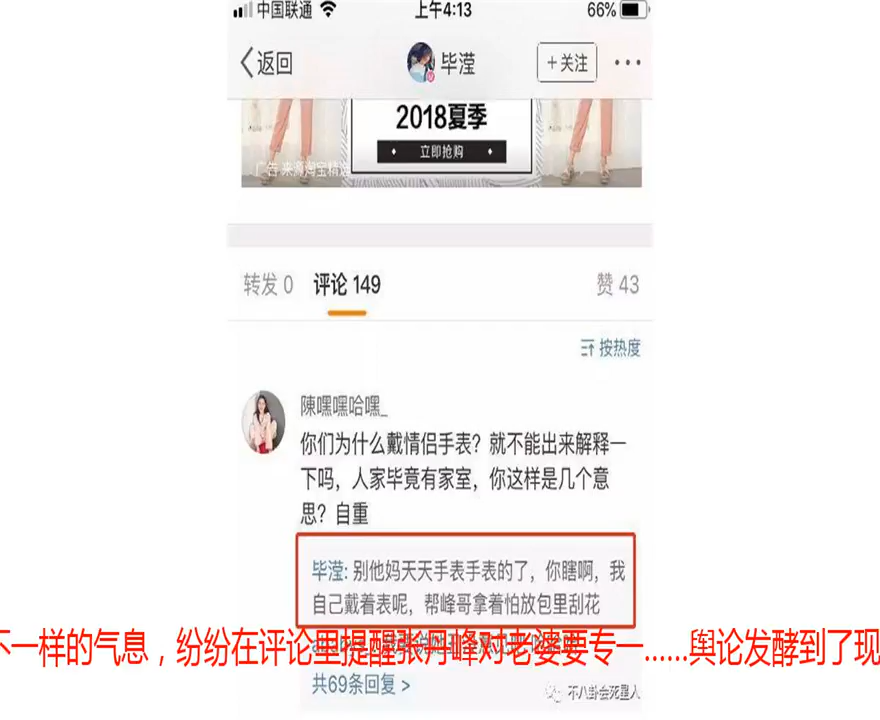 中国联通
上午4:13
66%
返回
毕滢
+关注
2018夏季
立即抢购
广告 来源淘宝精选
转发 0
评论 149
赞 43
按热度
陳嘿嘿哈嘿_
你们为什么戴情侣手表？就不能出来解释一
下吗，人家毕竟有家室，你这样是几个意
思？自重
毕滢: 别他妈天天手表手表的了，你瞎啊，我
自己戴着表呢，帮峰哥拿着怕放包里刮花
不一样的气息，纷纷在评论里提醒张丹峰对老婆要专一......舆论发酵到了现
共69条回复 >
不八卦会死星人